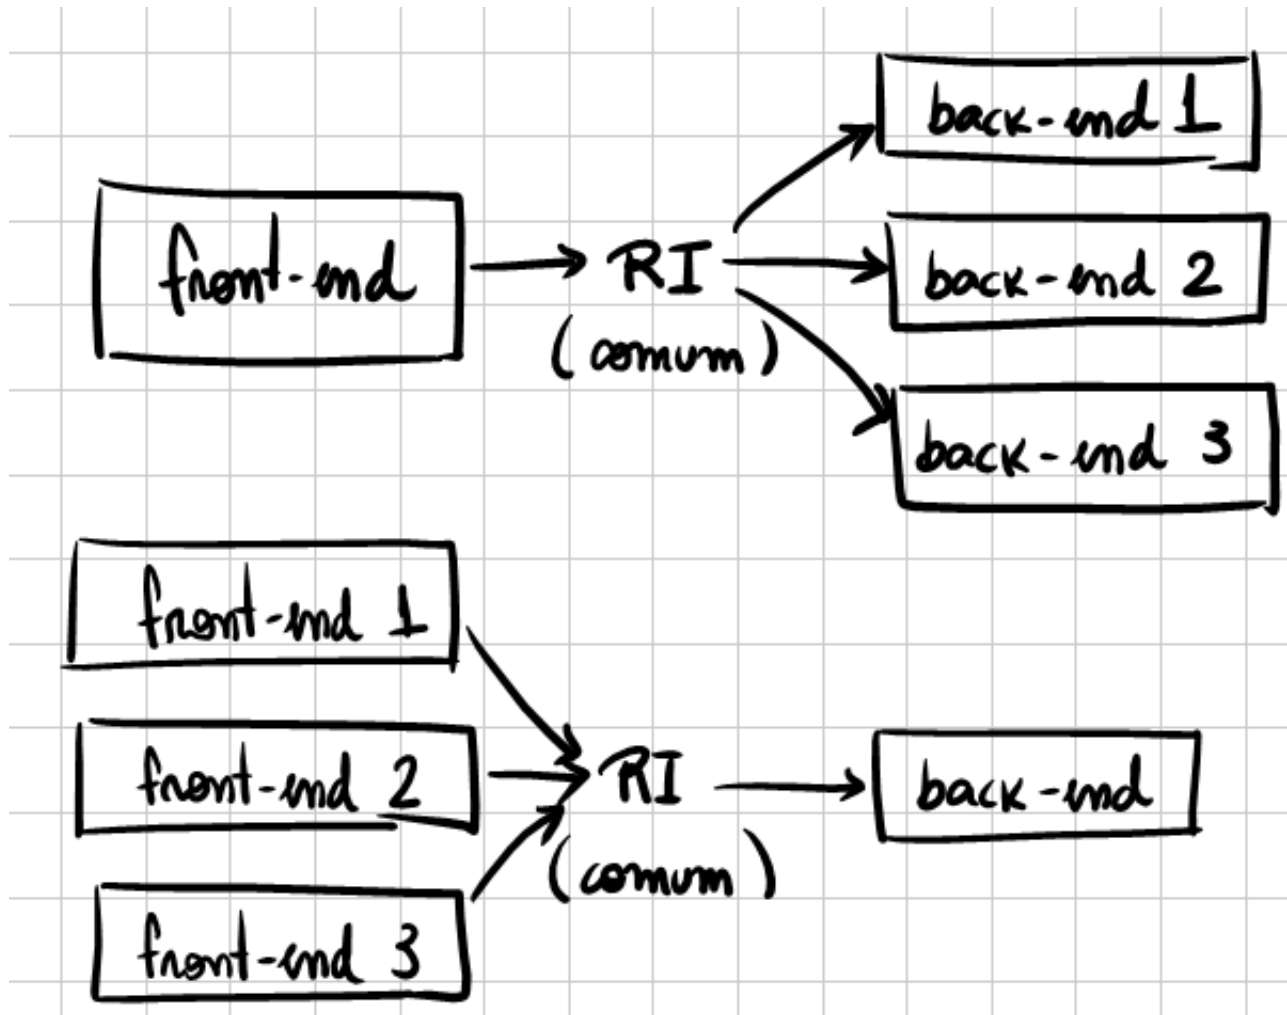 back-end 1
front-end
RI
back-end 2
(comum)
back-end 3
front-end 1
front-end 2
RI
back-end
(comum)
front-end 3